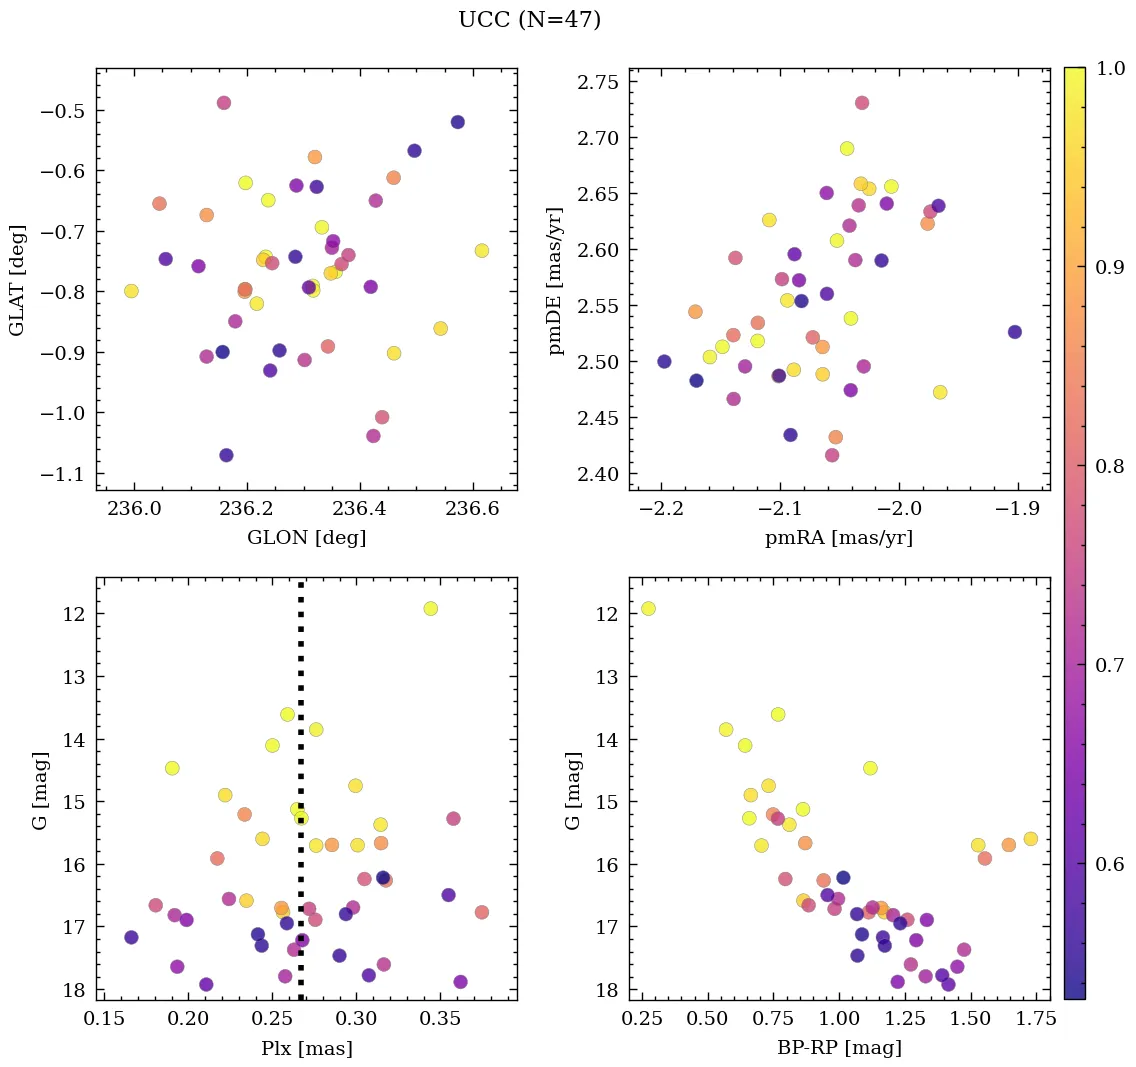 UCC (N=47)
−0.5
−0.6
−0.7
−0.8
−0.9
−1.0
−1.1
GLAT [deg]
236.0 236.2 236.4 236.6
GLON [deg]
2.75
2.70
2.65
2.60
2.55
2.50
2.45
2.40
pmDE [mas/yr]
−2.2 −2.1 −2.0 −1.9
pmRA [mas/yr]
12
13
14
15
16
17
18
G [mag]
0.15 0.20 0.25 0.30 0.35
Plx [mas]
12
13
14
15
16
17
18
G [mag]
0.25 0.50 0.75 1.00 1.25 1.50 1.75
BP-RP [mag]
1.0
0.9
0.8
0.7
0.6